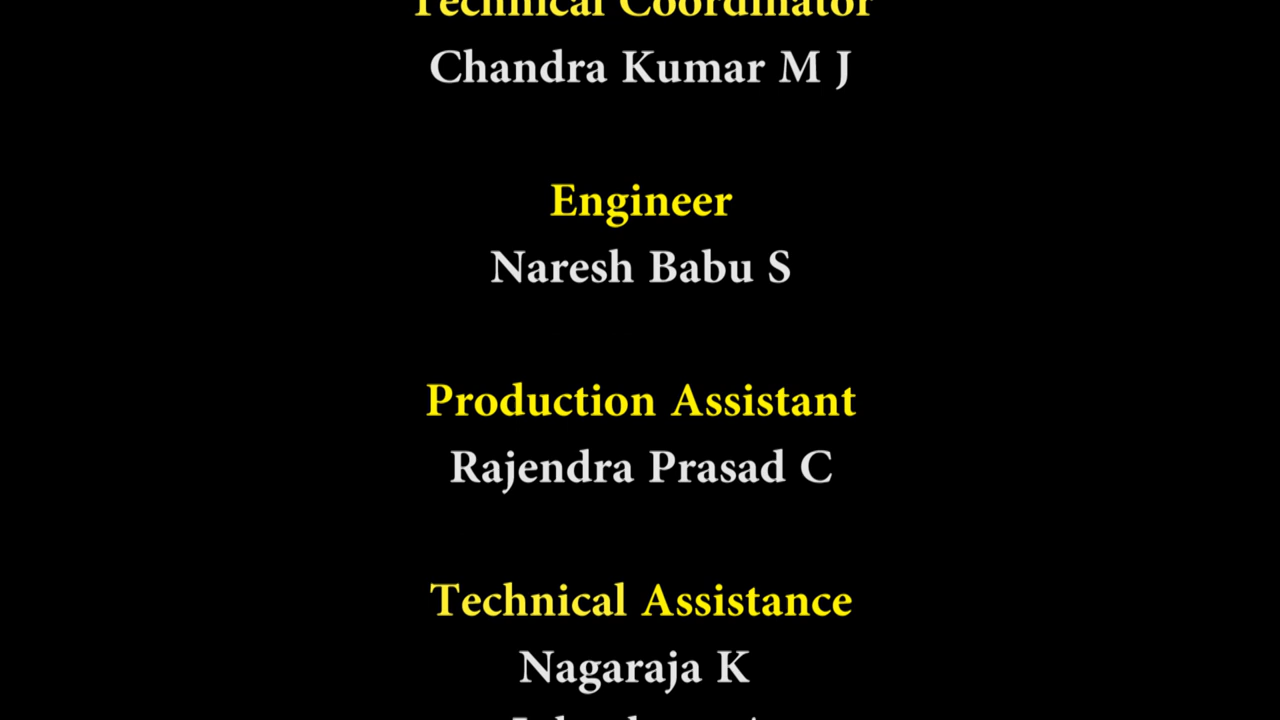 Technical Coordinator
Chandra Kumar M J
Engineer
Naresh Babu S
Production Assistant
Rajendra Prasad C
Technical Assistance
Nagaraja K